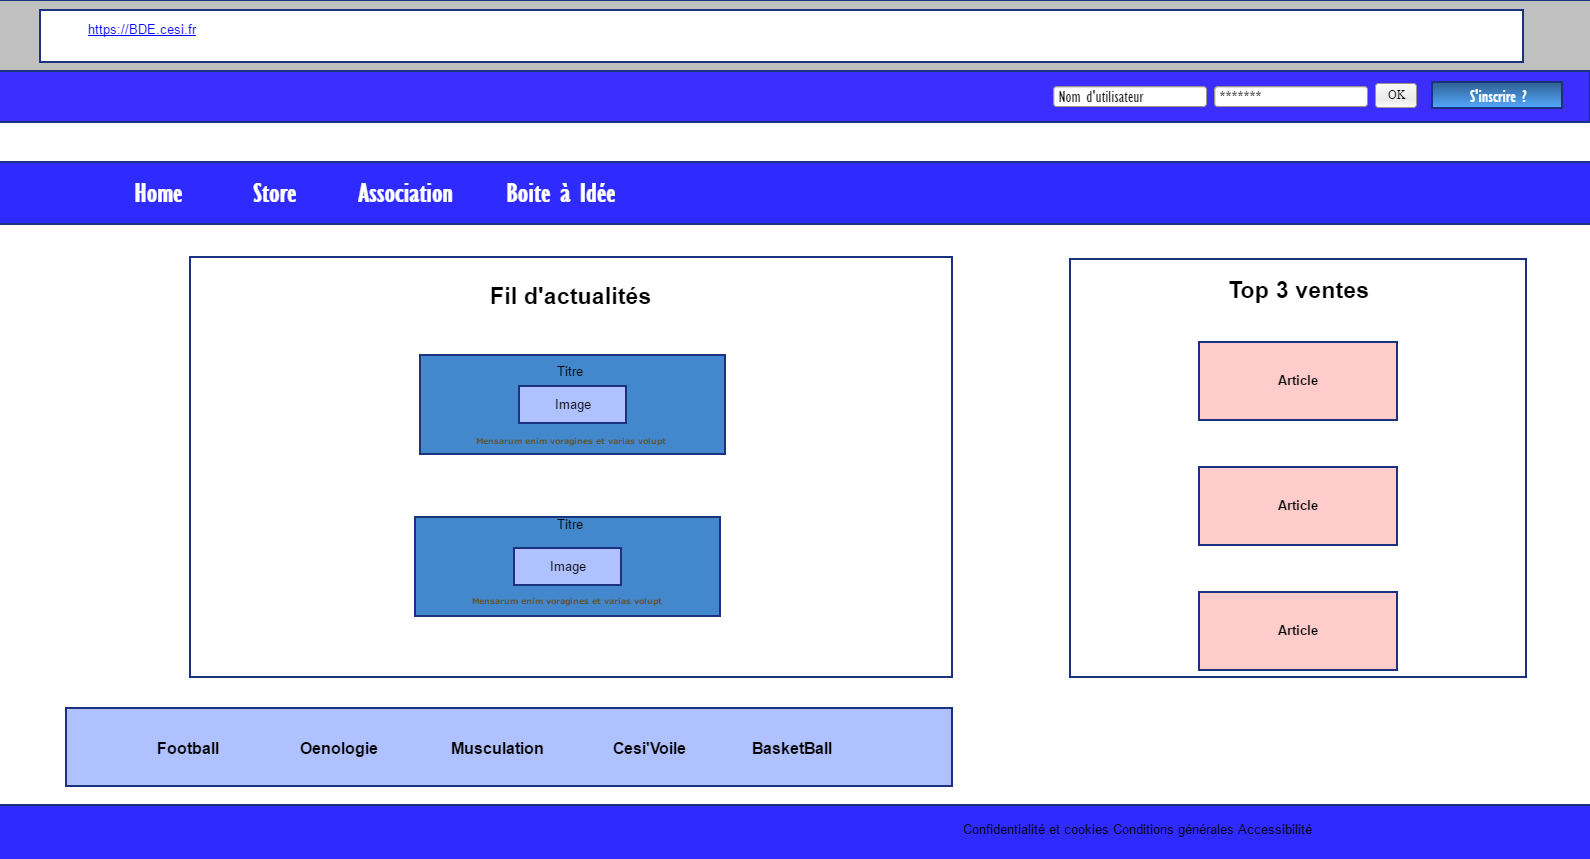 https://BDE.cesi.fr
Nom d'utilisateur ******* OK S'inscrire ?
Home Store Association Boite à Idée
Fil d'actualités
Titre
Image
Mensarum enim voragines et varias volupt
Titre
Image
Mensarum enim voragines et varias volupt
Top 3 ventes
Article
Article
Article
Football Oenologie Musculation Cesi'Voile BasketBall
Confidentialité et cookies Conditions générales Accessibilité